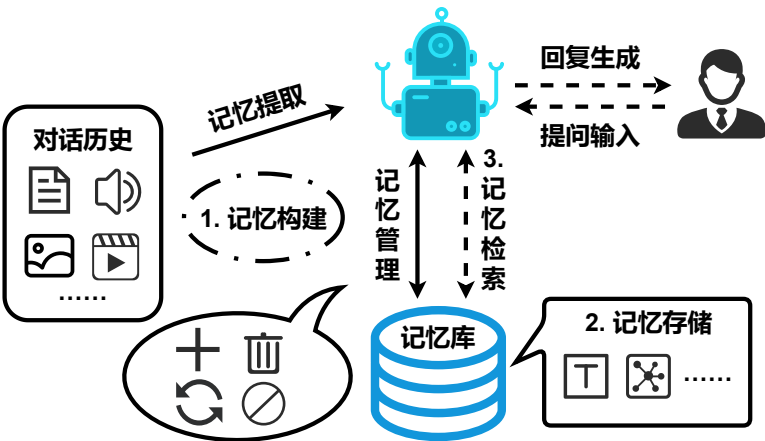 回复生成
提问输入
对话历史
记忆提取
1. 记忆构建
......
记忆管理
3.记忆检索
记忆库
2. 记忆存储
T
......